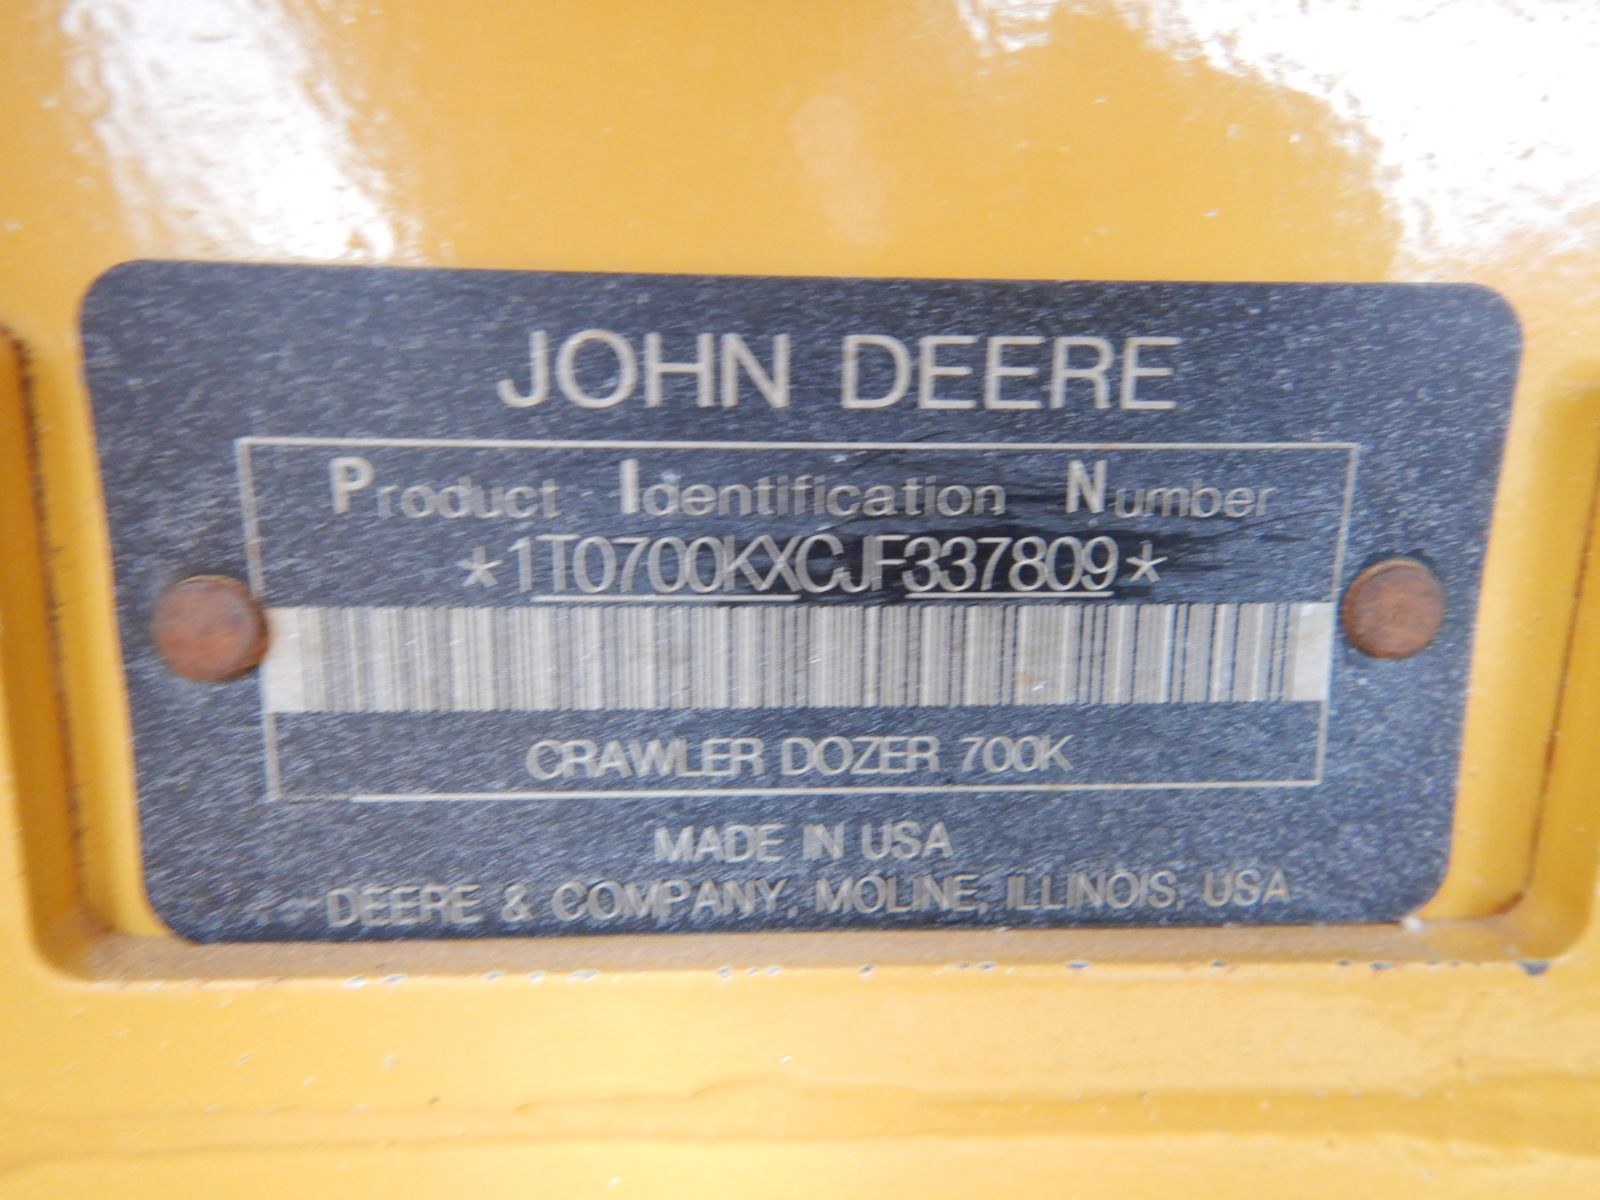 JOHN DEERE
Product Identification Number
*1T0700KXCJF337809*
CRAWLER DOZER 700K
MADE IN USA
DEERE & COMPANY, MOLINE, ILLINOIS, USA